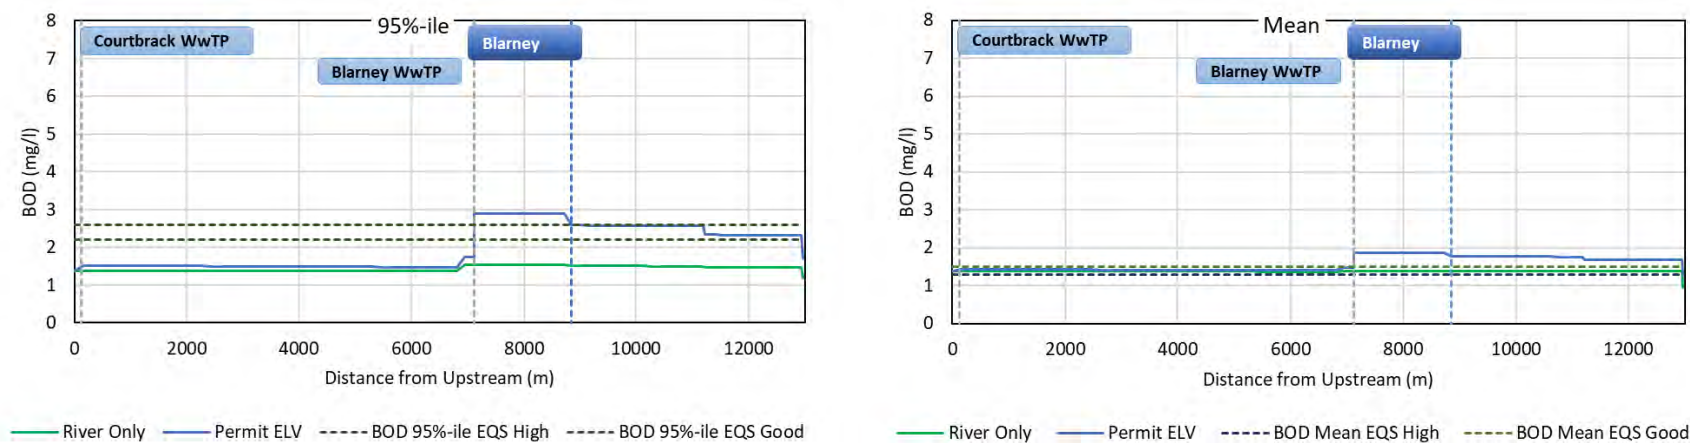 95%-ile
Courtbrack WwTP
Blarney
Blarney WwTP
BOD (mg/l)
8
7
6
5
4
3
2
1
0
0 2000 4000 6000 8000 10000 12000
Distance from Upstream (m)
River Only Permit ELV BOD 95%-ile EQS High BOD 95%-ile EQS Good
Mean
Courtbrack WwTP
Blarney
Blarney WwTP
BOD (mg/l)
8
7
6
5
4
3
2
1
0
0 2000 4000 6000 8000 10000 12000
Distance from Upstream (m)
River Only Permit ELV BOD Mean EQS High BOD Mean EQS Good